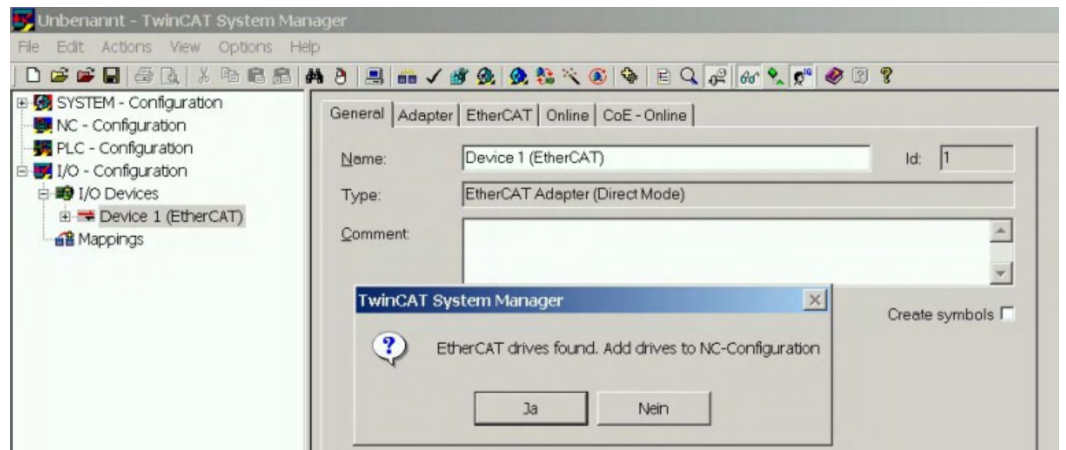 Unbenannt - TwinCAT System Manager
File Edit Actions View Options Help
SYSTEM - Configuration
NC - Configuration
PLC - Configuration
I/O - Configuration
I/O Devices
Device 1 (EtherCAT)
Mappings
General Adapter EtherCAT Online CoE - Online
Name: Device 1 (EtherCAT) Id: 1
Type: EtherCAT Adapter (Direct Mode)
Comment:
Create symbols
TwinCAT System Manager
EtherCAT drives found. Add drives to NC-Configuration
Ja Nein